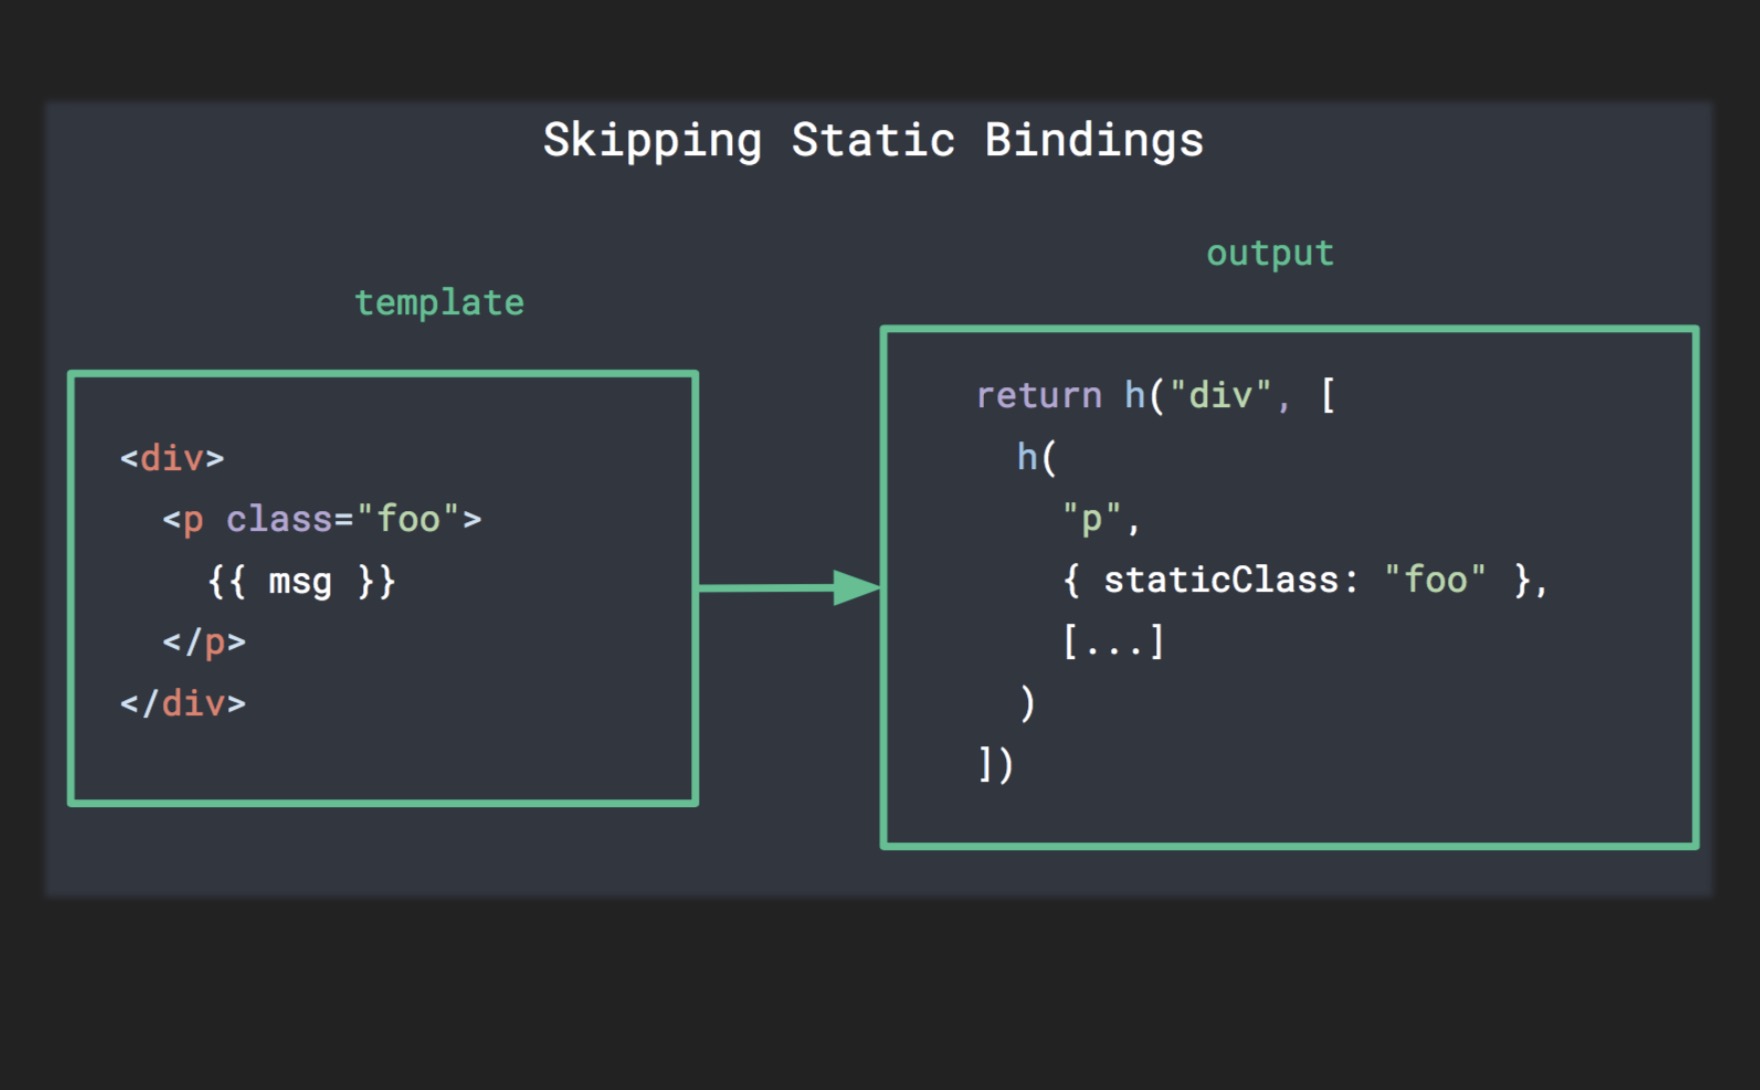 Skipping Static Bindings
template
<div>
  <p class="foo">
    {{ msg }}
  </p>
</div>
output
return h("div", [
  h(
    "p",
    { staticClass: "foo" },
    [...]
  )
])